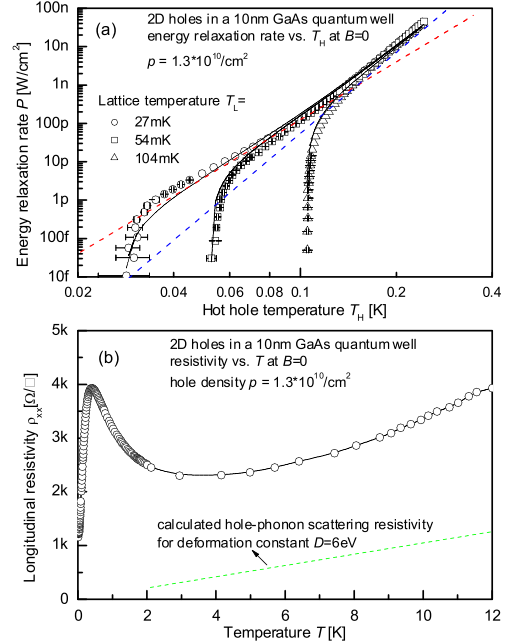 (a)
2D holes in a 10nm GaAs quantum well
energy relaxation rate vs. T_H at B=0
p = 1.3*10^10/cm^2
Lattice temperature T_L=
27mK
54mK
104mK
Energy relaxation rate P [W/cm^2]
100n
10n
1n
100p
10p
1p
100f
10f
0.02
0.04
0.06
0.08
0.1
0.2
0.4
Hot hole temperature T_H [K]
(b)
2D holes in a 10nm GaAs quantum well
resistivity vs. T at B=0
hole density p = 1.3*10^10/cm^2
calculated hole-phonon scattering resistivity
for deformation constant D=6eV
Longitudinal resistivity ρ_xx[Ω/□]
5k
4k
3k
2k
1k
0
0
2
4
6
8
10
12
Temperature T [K]